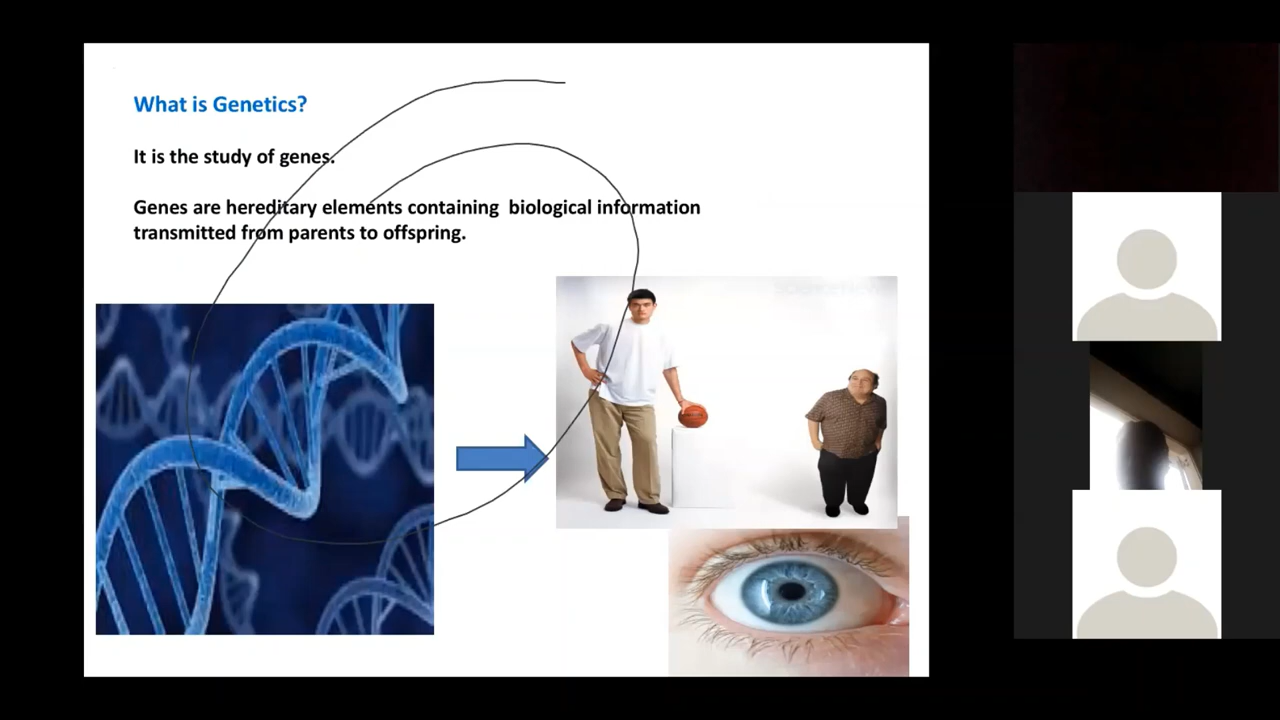 What is Genetics?
It is the study of genes.
Genes are hereditary elements containing biological information
transmitted from parents to offspring.